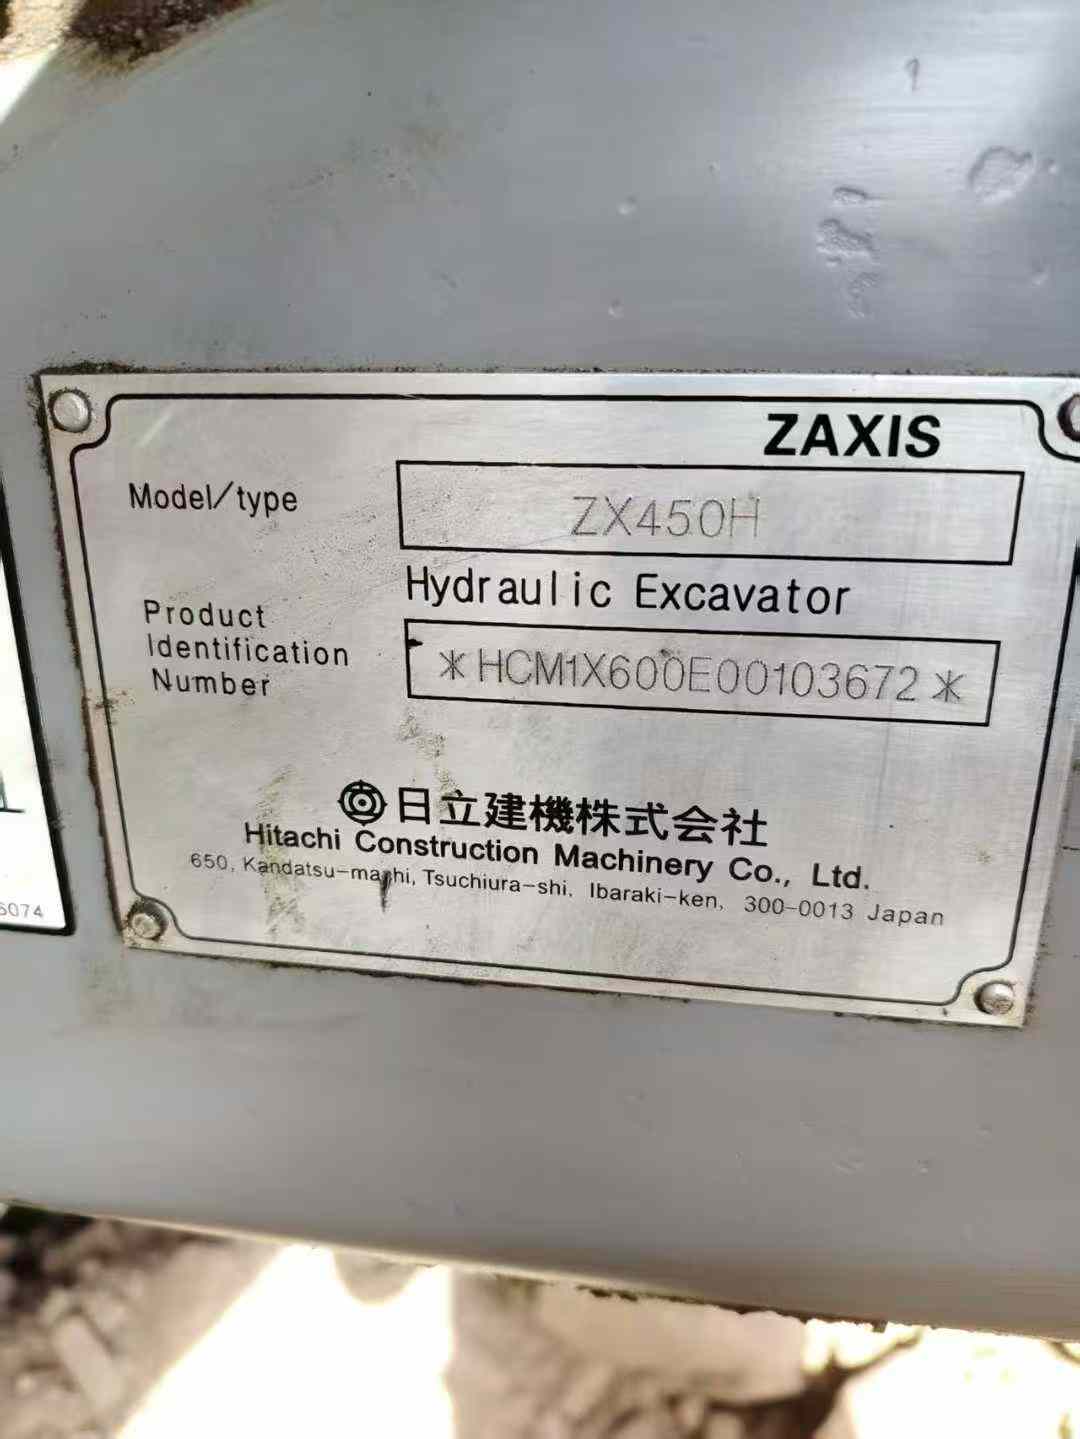 ZAXIS
Model/type
ZX450H
Hydraulic Excavator
Product
Identification
Number
*HCM1X600E00103672*
日立建機株式会社
Hitachi Construction Machinery Co., Ltd.
650, Kandatsu-machi, Tsuchiura-shi, Ibaraki-ken, 300-0013 Japan
6074